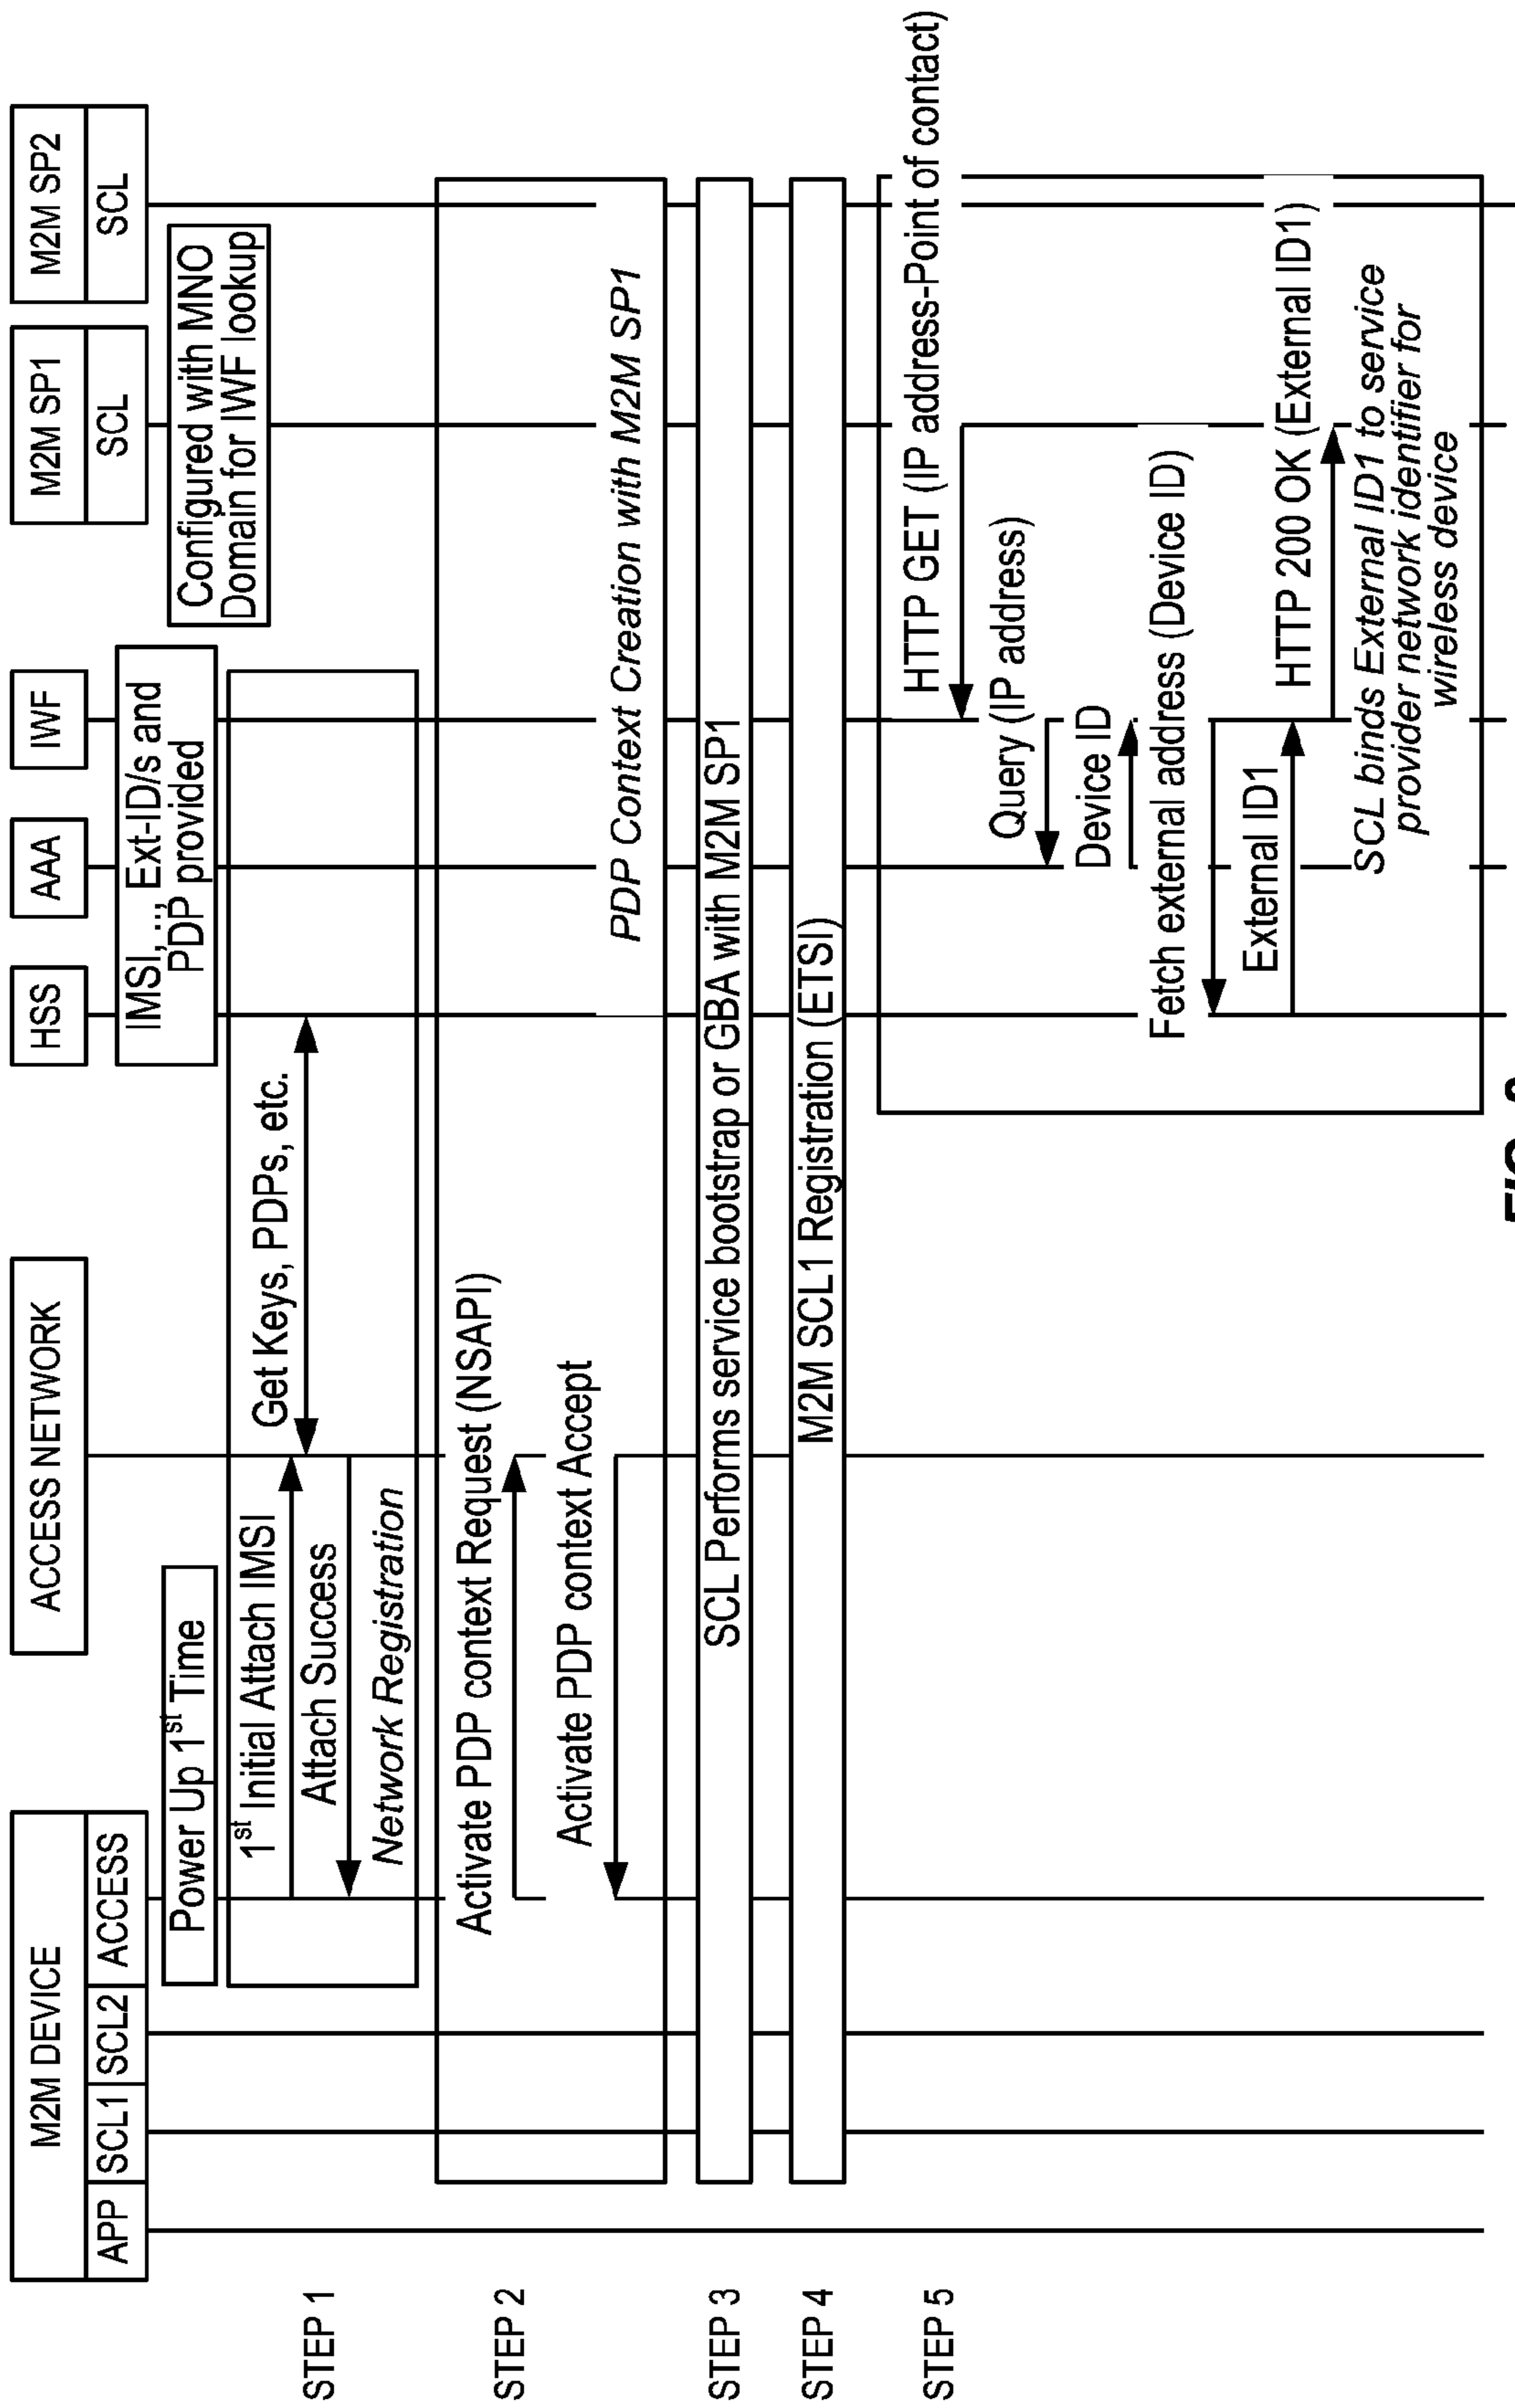 M2M DEVICE
APP
SCL1
SCL2
ACCESS
ACCESS NETWORK
HSS
AAA
IWF
M2M SP1
SCL
M2M SP2
SCL
Power Up 1st Time
IMSI, ..., Ext-ID/s and
PDP provided
Configured with MNO
Domain for IWF lookup
STEP 1
1st Initial Attach IMSI
Get Keys, PDPs, etc.
Attach Success
Network Registration
STEP 2
Activate PDP context Request (NSAPI)
Activate PDP context Accept
PDP Context Creation with M2M SP1
STEP 3
SCL Performs service bootstrap or GBA with M2M SP1
STEP 4
M2M SCL1 Registration (ETSI)
STEP 5
HTTP GET (IP address-Point of contact)
Query (IP address)
Device ID
Fetch external address (Device ID)
External ID1
HTTP 200 OK (External ID1)
SCL binds External ID1 to service
provider network identifier for
wireless device